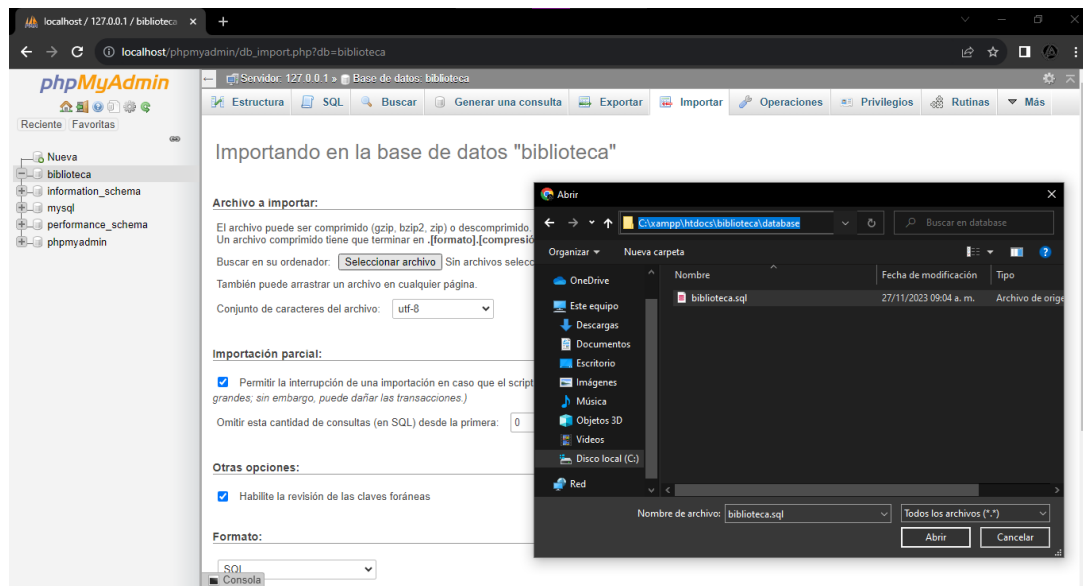 localhost / 127.0.0.1 / biblioteca
localhost/phpmyadmin/db_import.php?db=biblioteca
phpMyAdmin
Reciente Favoritas
Nueva
biblioteca
information_schema
mysql
performance_schema
phpmyadmin
Servidor: 127.0.0.1 » Base de datos: biblioteca
Estructura SQL Buscar Generar una consulta Exportar Importar Operaciones Privilegios Rutinas Más
Importando en la base de datos "biblioteca"
Archivo a importar:
El archivo puede ser comprimido (gzip, bzip2, zip) o descomprimido.
Un archivo comprimido tiene que terminar en .[formato].[compresió
Buscar en su ordenador: Seleccionar archivo Sin archivos selecc
También puede arrastrar un archivo en cualquier página.
Conjunto de caracteres del archivo: utf-8
Importación parcial:
Permitir la interrupción de una importación en caso que el script
grandes; sin embargo, puede dañar las transacciones.)
Omitir esta cantidad de consultas (en SQL) desde la primera: 0
Otras opciones:
Habilite la revisión de las claves foráneas
Formato:
SQL
Consola
Abrir
C:\xampp\htdocs\biblioteca\database
Buscar en database
Organizar Nueva carpeta
OneDrive
Este equipo
Descargas
Documentos
Escritorio
Imágenes
Música
Objetos 3D
Videos
Disco local (C:)
Red
Nombre Fecha de modificación Tipo
biblioteca.sql 27/11/2023 09:04 a. m. Archivo de orige
Nombre de archivo: biblioteca.sql Todos los archivos (*.*)
Abrir Cancelar